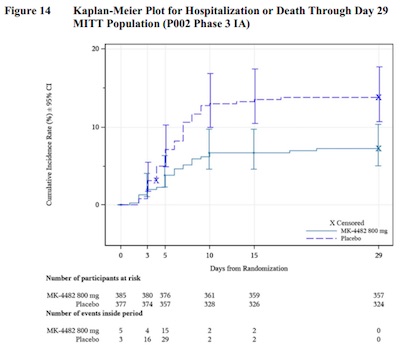 Figure 14 Kaplan-Meier Plot for Hospitalization or Death Through Day 29
MITT Population (P002 Phase 3 IA)
20
10
0
Cumulative Incidence Rate (%) ± 95% CI
X Censored
MK-4482 800 mg
Placebo
0 3 5 10 15 29
Days from Randomization
Number of participants at risk
MK-4482 800 mg 385 380 376 361 359 357
Placebo 377 374 357 328 326 324
Number of events inside period
MK-4482 800 mg 5 4 15 2 2 0
Placebo 3 16 29 2 2 0